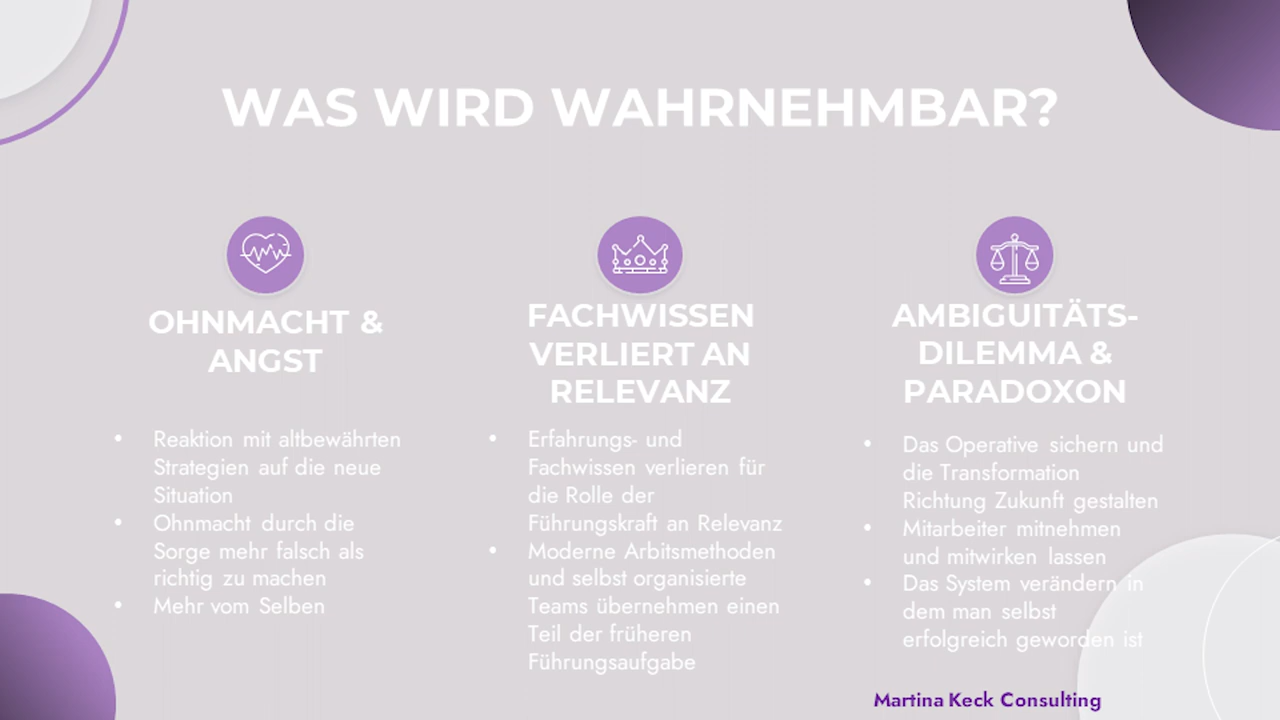 WAS WIRD WAHRNEHMBAR?
OHNMACHT &
ANGST
• Reaktion mit altbewährten
Strategien auf die neue
Situation
• Ohnmacht durch die
Sorge mehr falsch als
richtig zu machen
• Mehr vom Selben
FACHWISSEN
VERLIERT AN
RELEVANZ
• Erfahrungs- und
Fachwissen verlieren für
die Rolle der
Führungskraft an Relevanz
• Moderne Arbitsmethoden
und selbst organisierte
Teams übernehmen einen
Teil der früheren
Führungsaufgabe
AMBIGUITÄTS-
DILEMMA &
PARADOXON
• Das Operative sichern und
die Transformation
Richtung Zukunft gestalten
• Mitarbeiter mitnehmen
und mitwirken lassen
• Das System verändern in
dem man selbst
erfolgreich geworden ist
Martina Keck Consulting